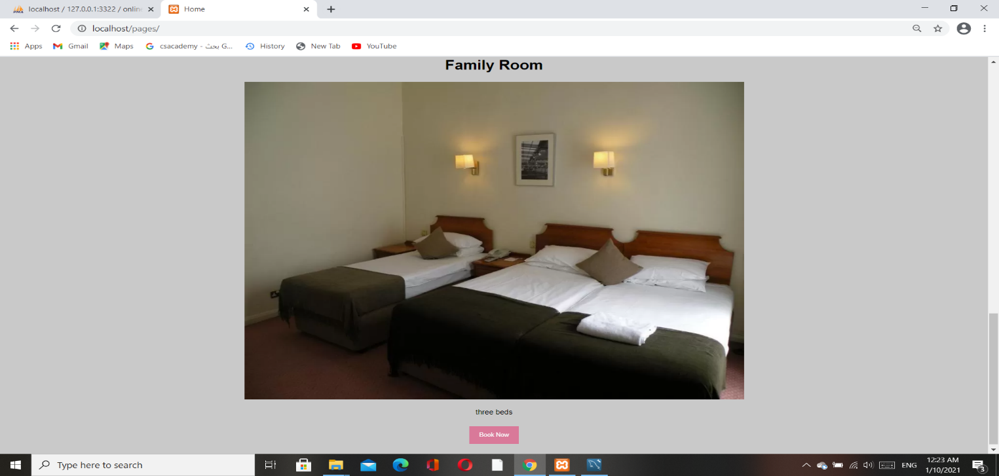 localhost / 127.0.0.1:3322 / onlin
Home
localhost/pages/
Apps
Gmail
Maps
csacademy - بحث G...
History
New Tab
YouTube
Family Room
three beds
Book Now
Type here to search
ENG
12:23 AM
1/10/2021
3